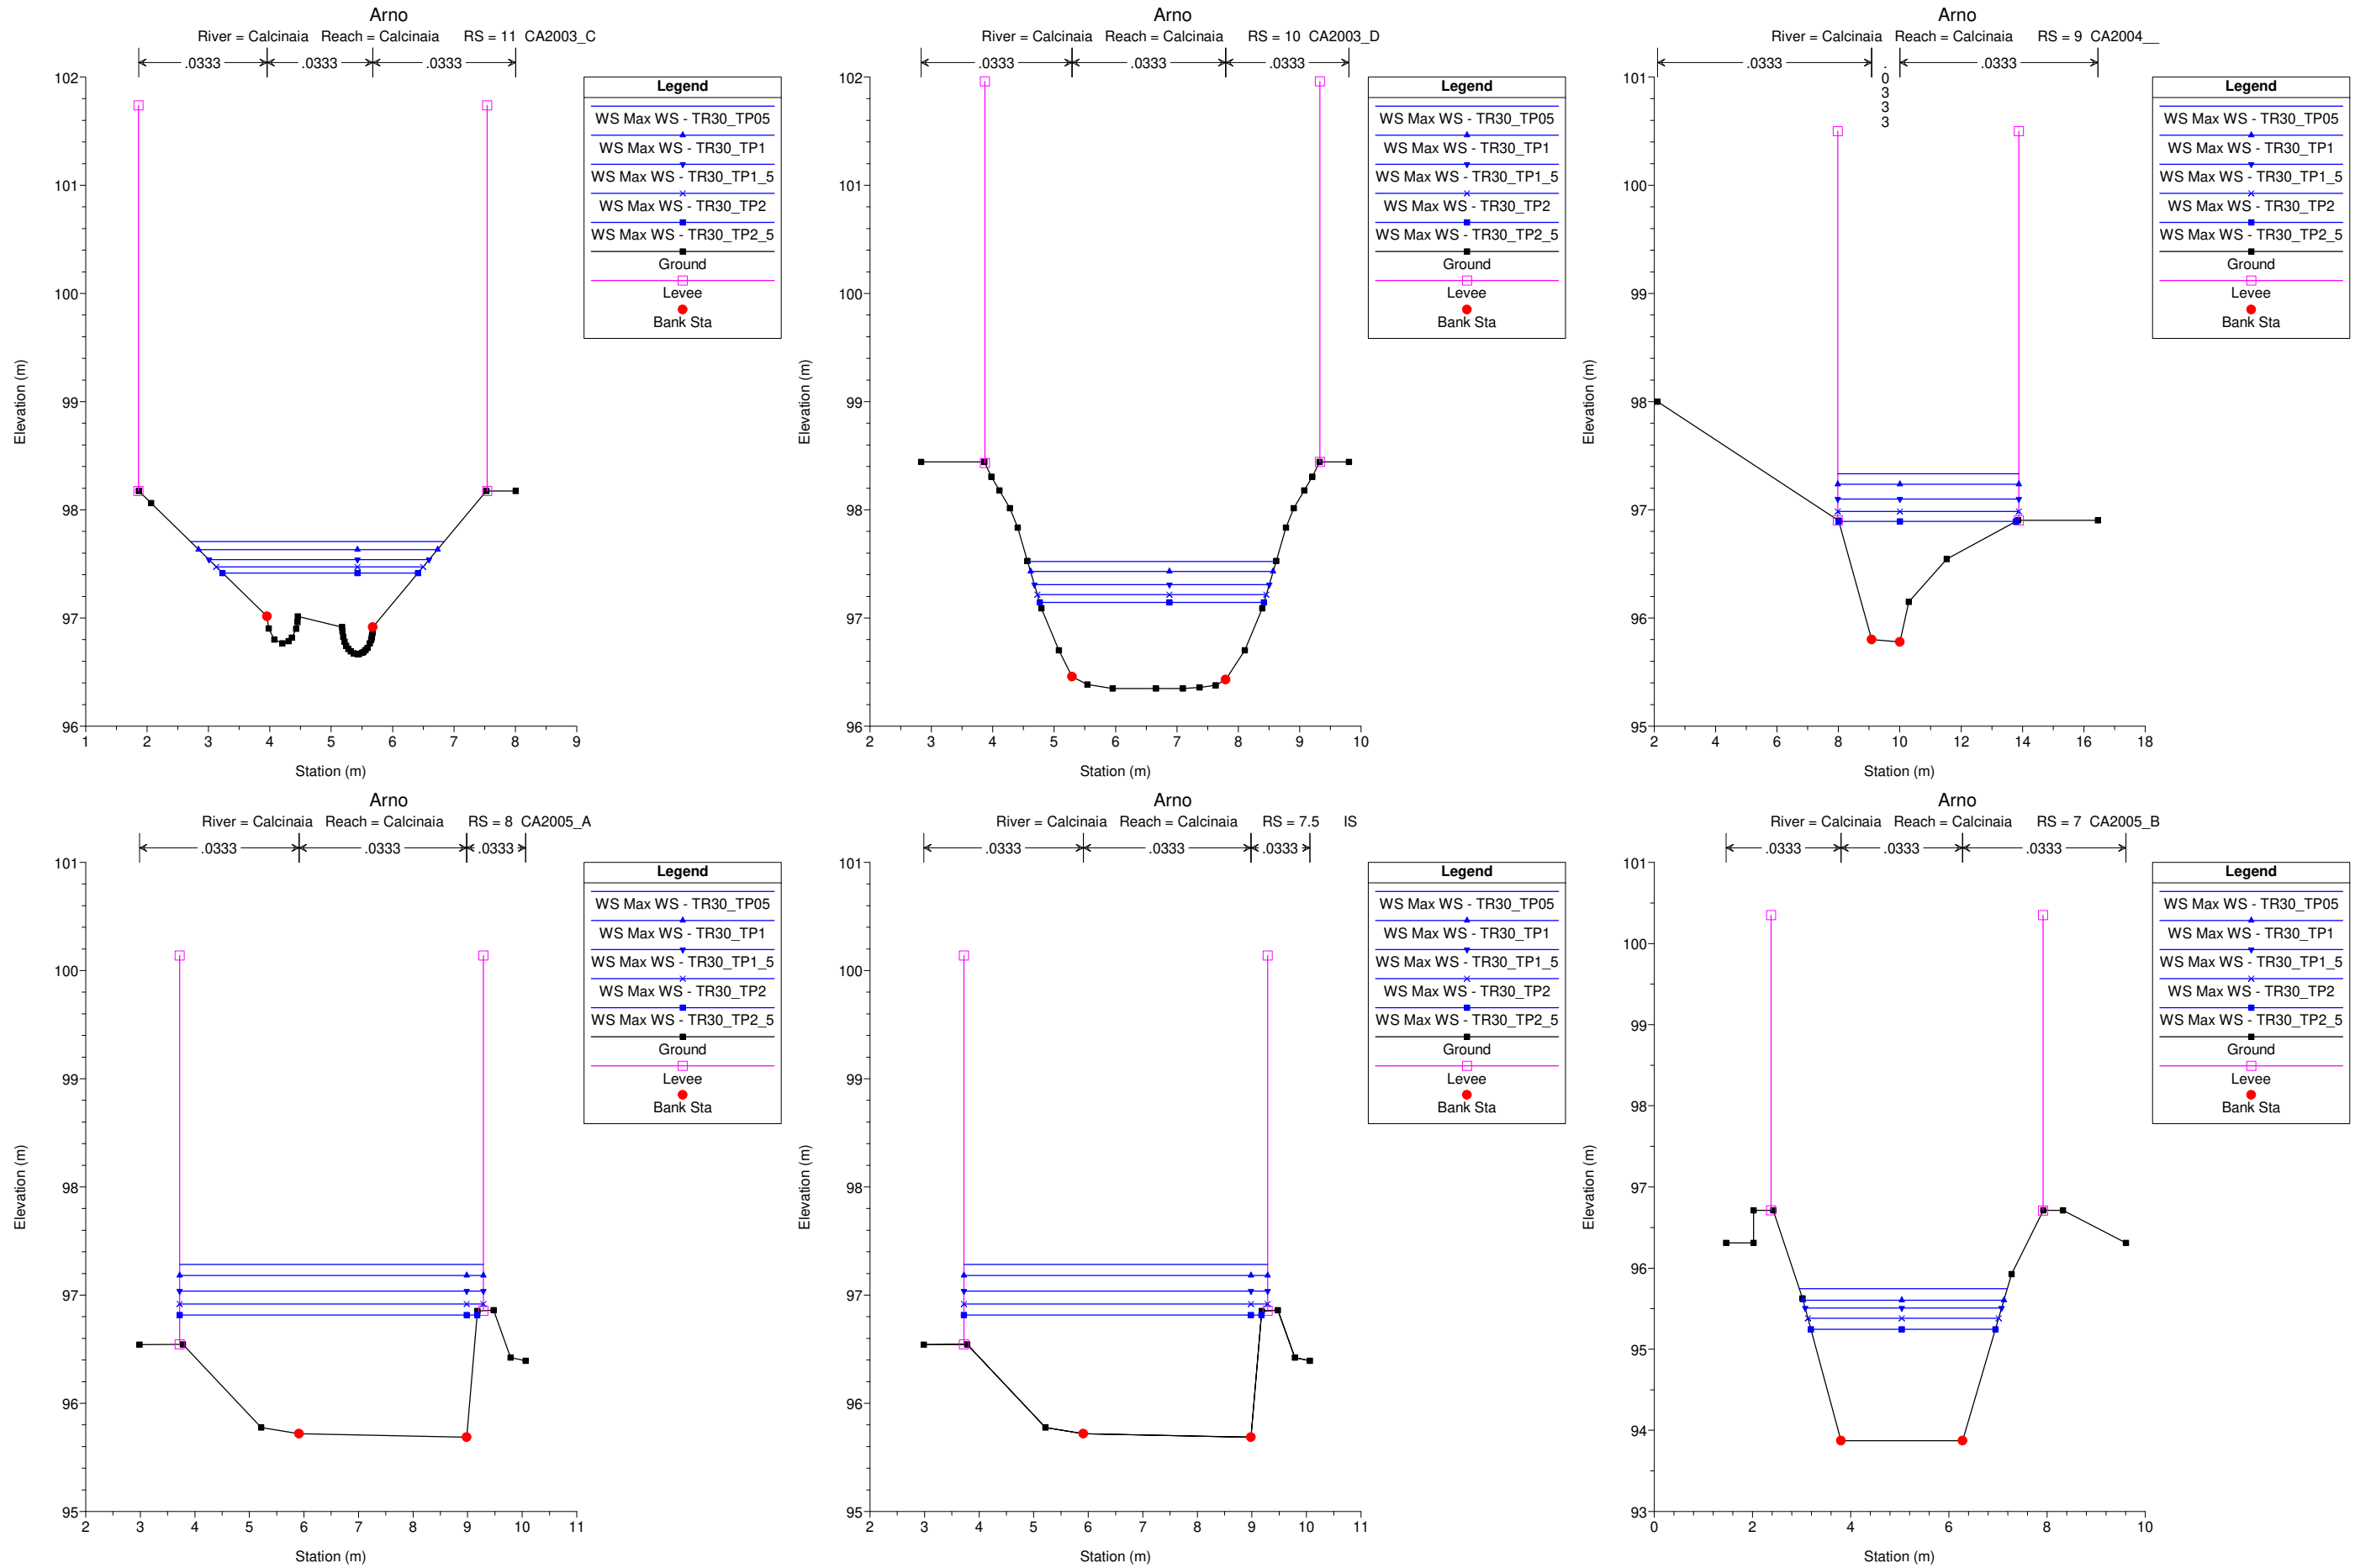 Arno
River = Calcinaia Reach = Calcinaia RS = 11 CA2003_C
.0333 .0333 .0333
102
101
100
99
98
97
96
Elevation (m)
1 2 3 4 5 6 7 8 9
Station (m)
Legend
WS Max WS - TR30_TP05
WS Max WS - TR30_TP1
WS Max WS - TR30_TP1_5
WS Max WS - TR30_TP2
WS Max WS - TR30_TP2_5
Ground
Levee
Bank Sta
Arno
River = Calcinaia Reach = Calcinaia RS = 10 CA2003_D
.0333 .0333 .0333
102
101
100
99
98
97
96
Elevation (m)
2 3 4 5 6 7 8 9 10
Station (m)
Legend
WS Max WS - TR30_TP05
WS Max WS - TR30_TP1
WS Max WS - TR30_TP1_5
WS Max WS - TR30_TP2
WS Max WS - TR30_TP2_5
Ground
Levee
Bank Sta
Arno
River = Calcinaia Reach = Calcinaia RS = 9 CA2004__
.0333 .0333 .0333
101
100
99
98
97
96
95
Elevation (m)
2 4 6 8 10 12 14 16 18
Station (m)
Legend
WS Max WS - TR30_TP05
WS Max WS - TR30_TP1
WS Max WS - TR30_TP1_5
WS Max WS - TR30_TP2
WS Max WS - TR30_TP2_5
Ground
Levee
Bank Sta
Arno
River = Calcinaia Reach = Calcinaia RS = 8 CA2005_A
.0333 .0333 .0333
101
100
99
98
97
96
95
Elevation (m)
2 3 4 5 6 7 8 9 10 11
Station (m)
Legend
WS Max WS - TR30_TP05
WS Max WS - TR30_TP1
WS Max WS - TR30_TP1_5
WS Max WS - TR30_TP2
WS Max WS - TR30_TP2_5
Ground
Levee
Bank Sta
Arno
River = Calcinaia Reach = Calcinaia RS = 7.5 IS
.0333 .0333 .0333
101
100
99
98
97
96
95
Elevation (m)
2 3 4 5 6 7 8 9 10 11
Station (m)
Legend
WS Max WS - TR30_TP05
WS Max WS - TR30_TP1
WS Max WS - TR30_TP1_5
WS Max WS - TR30_TP2
WS Max WS - TR30_TP2_5
Ground
Levee
Bank Sta
Arno
River = Calcinaia Reach = Calcinaia RS = 7 CA2005_B
.0333 .0333 .0333
101
100
99
98
97
96
95
94
93
Elevation (m)
0 2 4 6 8 10
Station (m)
Legend
WS Max WS - TR30_TP05
WS Max WS - TR30_TP1
WS Max WS - TR30_TP1_5
WS Max WS - TR30_TP2
WS Max WS - TR30_TP2_5
Ground
Levee
Bank Sta